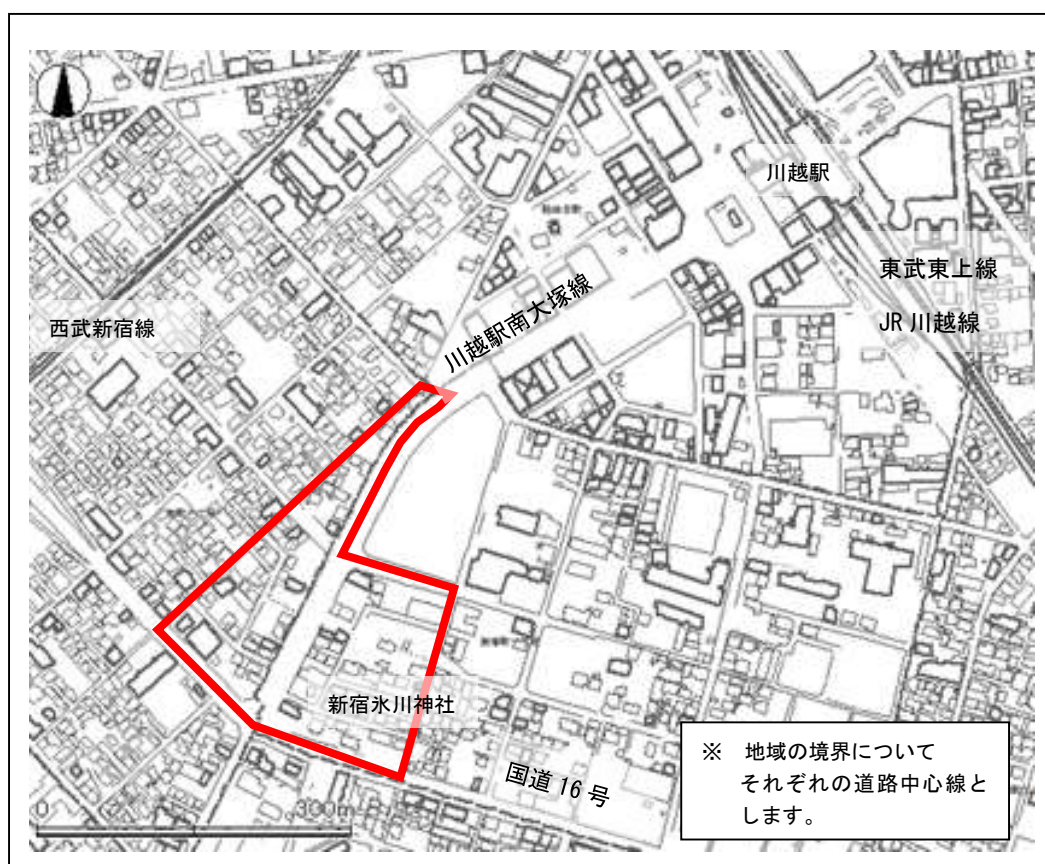 川越駅
東武東上線
JR 川越線
西武新宿線
川越駅南大塚線
新宿氷川神社
国道 16 号
0
300m
※ 地域の境界について
それぞれの道路中心線と
します。